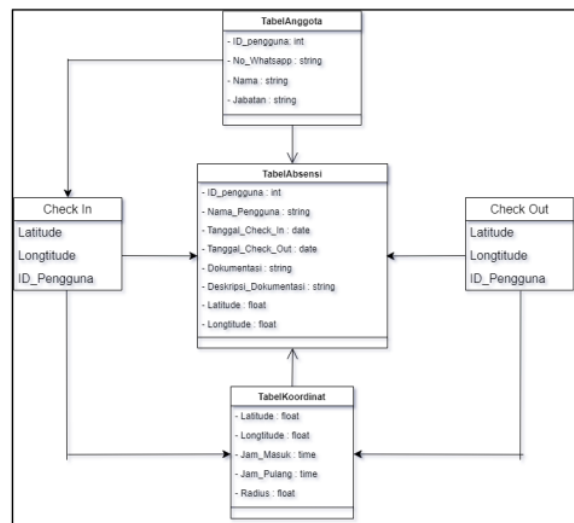 TabelAnggota
- ID_pengguna: int
- No_Whatsapp : string
- Nama : string
- Jabatan : string
TabelAbsensi
- ID_pengguna : int
- Nama_Pengguna : string
- Tanggal_Check_In : date
- Tanggal_Check_Out : date
- Dokumentasi : string
- Deskripsi_Dokumentasi : string
- Latitude : float
- Longtitude : float
Check In
Latitude
Longtitude
ID_Pengguna
Check Out
Latitude
Longtitude
ID_Pengguna
TabelKoordinat
- Latitude : float
- Longtitude : float
- Jam_Masuk : time
- Jam_Pulang : time
- Radius : float